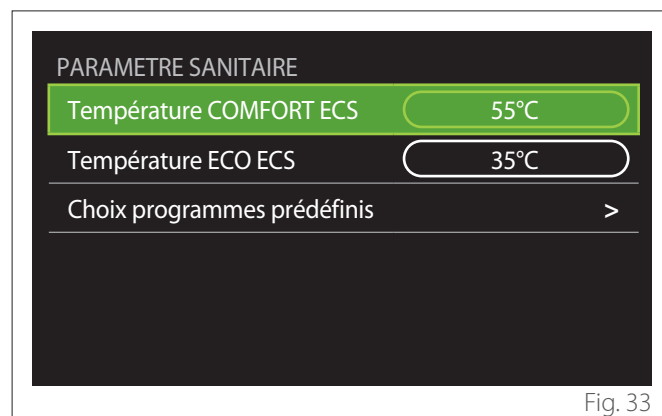 PARAMETRE SANITAIRE
Température COMFORT ECS 55°C
Température ECO ECS 35°C
Choix programmes prédéfinis >
Fig. 33